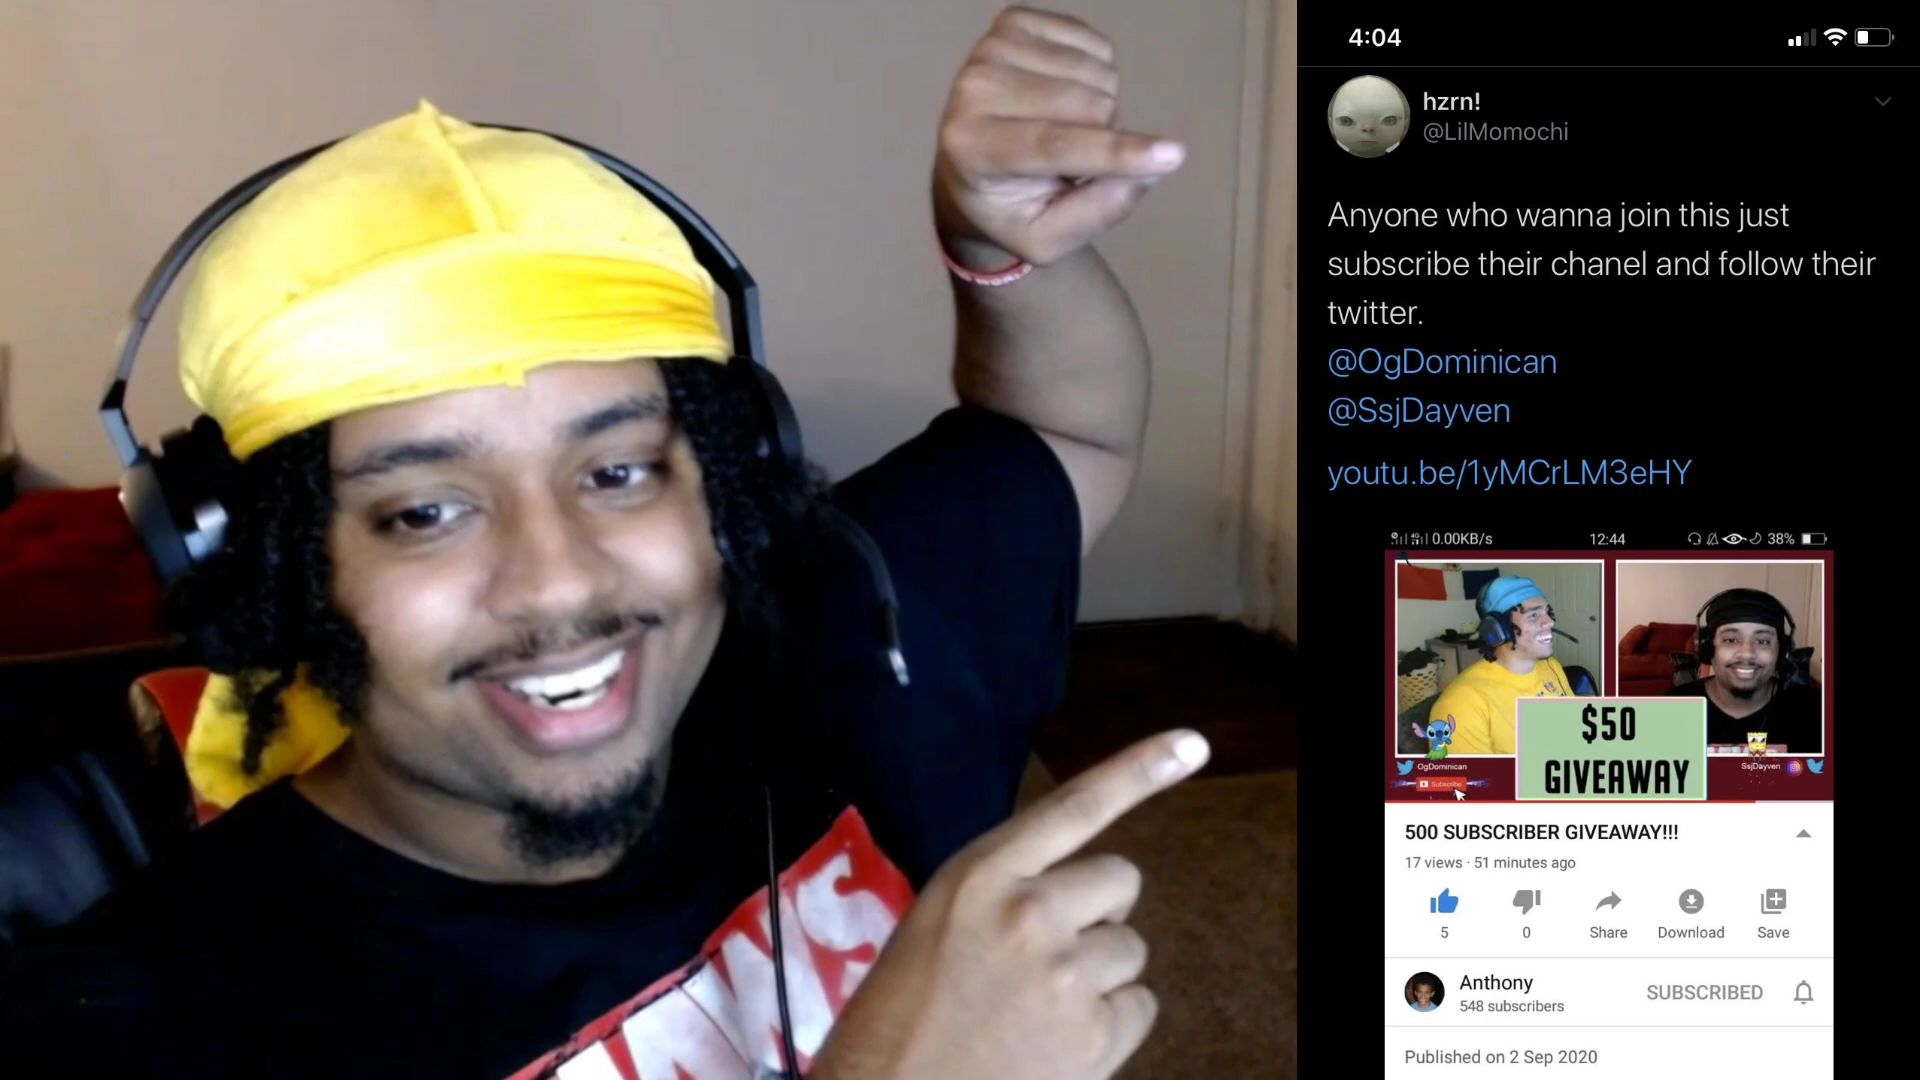 4:04
hzrn!
@LilMomochi
Anyone who wanna join this just
subscribe their chanel and follow their
twitter.
@OgDominican
@SsjDayven
youtu.be/1yMCrLM3eHY
0.00KB/s 12:44 38%
$50
GIVEAWAY
OgDominican
SsjDayven
Subscribe
500 SUBSCRIBER GIVEAWAY!!!
17 views · 51 minutes ago
5 0 Share Download Save
Anthony
548 subscribers
SUBSCRIBED
Published on 2 Sep 2020